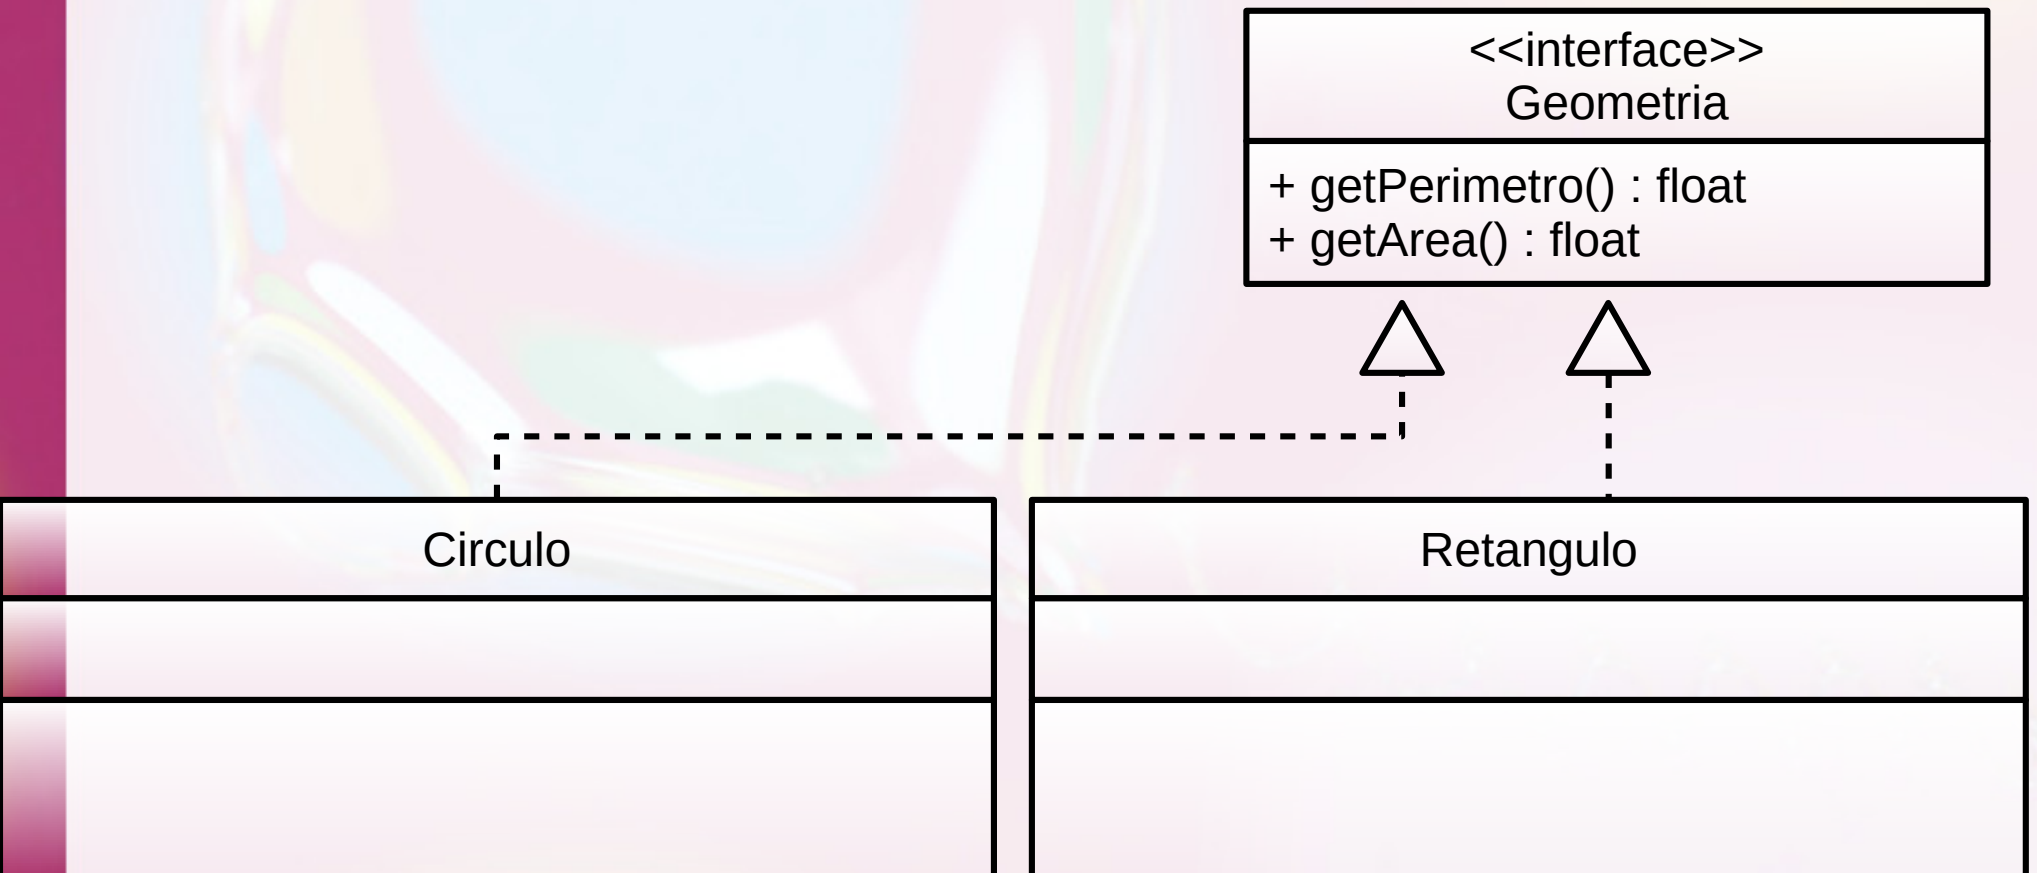 <<interface>>
Geometria
+ getPerimetro() : float
+ getArea() : float
Circulo
Retangulo